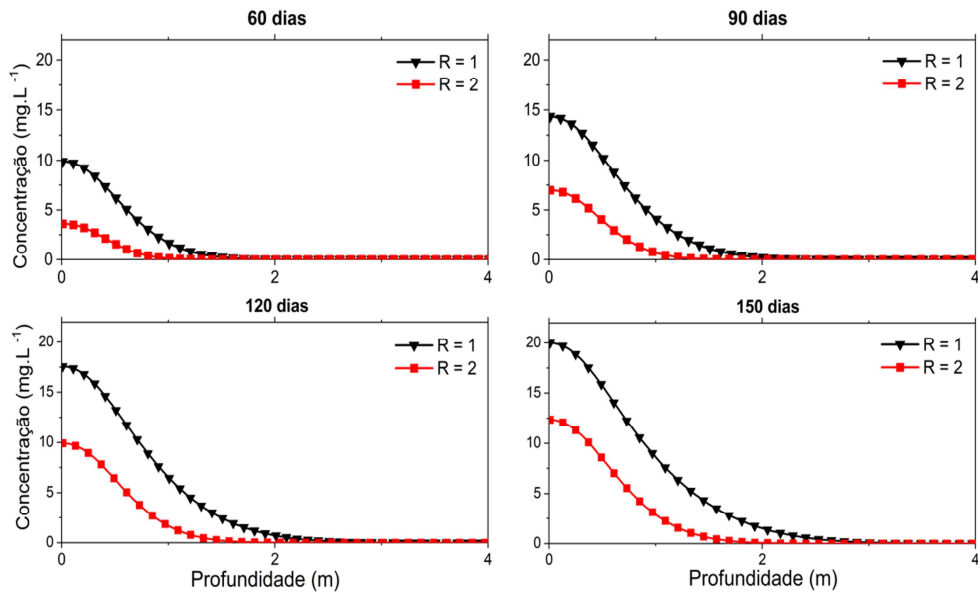 60 dias
R = 1
R = 2
Concentração (mg.L -1)
20
15
10
5
0
0
2
4
90 dias
R = 1
R = 2
20
15
10
5
0
0
2
4
120 dias
R = 1
R = 2
Concentração (mg.L -1)
20
15
10
5
0
0
2
4
Profundidade (m)
150 dias
R = 1
R = 2
20
15
10
5
0
0
2
4
Profundidade (m)